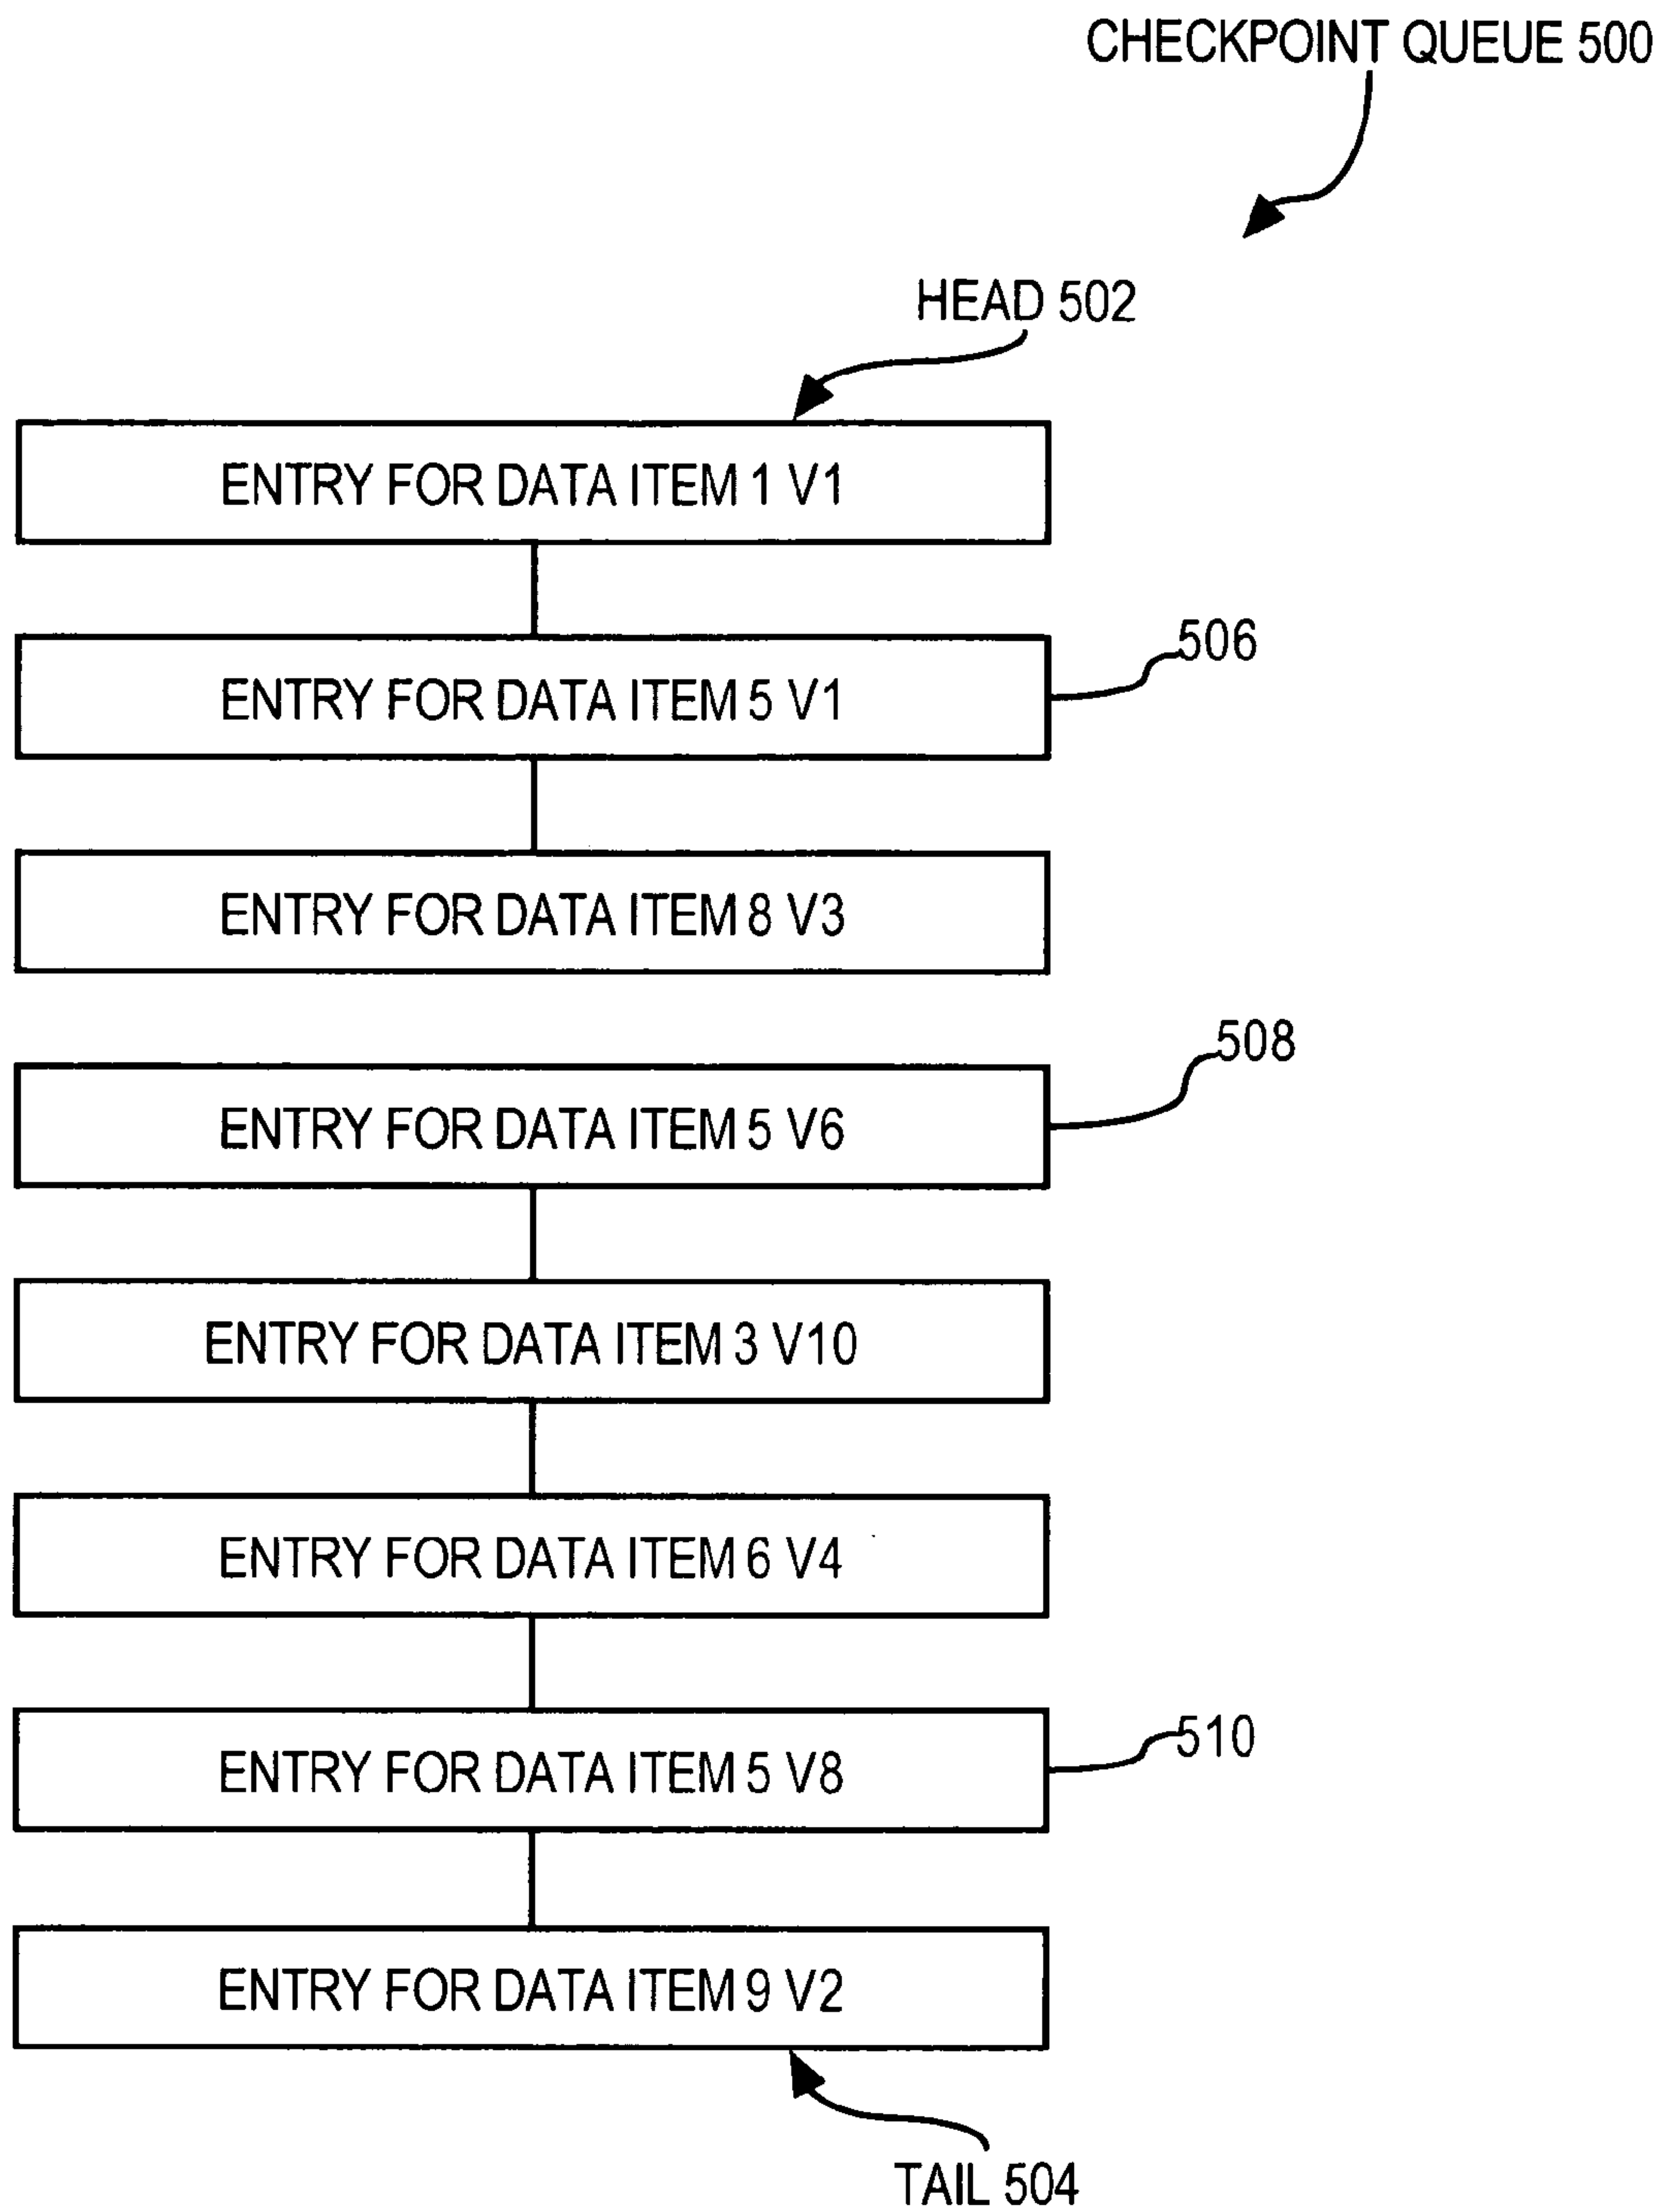 CHECKPOINT QUEUE 500
HEAD 502
ENTRY FOR DATA ITEM 1 V1
506
ENTRY FOR DATA ITEM 5 V1
ENTRY FOR DATA ITEM 8 V3
508
ENTRY FOR DATA ITEM 5 V6
ENTRY FOR DATA ITEM 3 V10
ENTRY FOR DATA ITEM 6 V4
510
ENTRY FOR DATA ITEM 5 V8
ENTRY FOR DATA ITEM 9 V2
TAIL 504